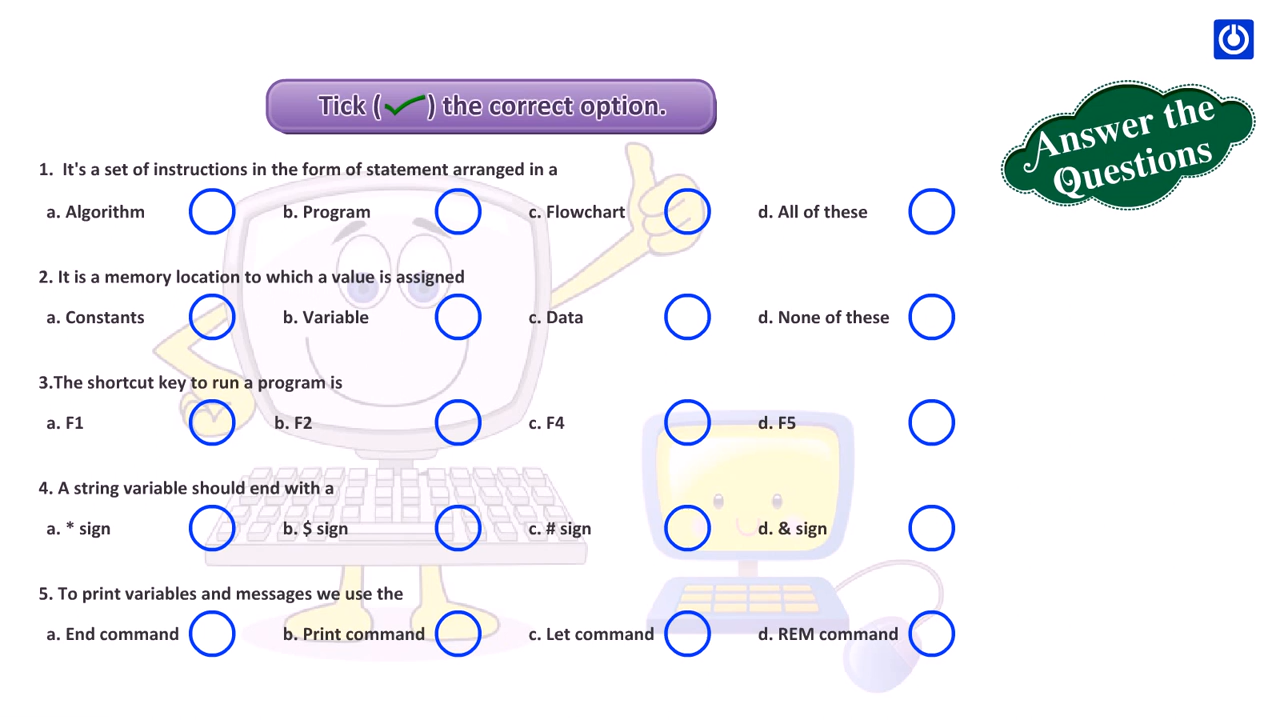 Tick (✓) the correct option.
Answer the
Questions
1. It's a set of instructions in the form of statement arranged in a
a. Algorithm b. Program c. Flowchart d. All of these
2. It is a memory location to which a value is assigned
a. Constants b. Variable c. Data d. None of these
3.The shortcut key to run a program is
a. F1 b. F2 c. F4 d. F5
4. A string variable should end with a
a. * sign b. $ sign c. # sign d. & sign
5. To print variables and messages we use the
a. End command b. Print command c. Let command d. REM command